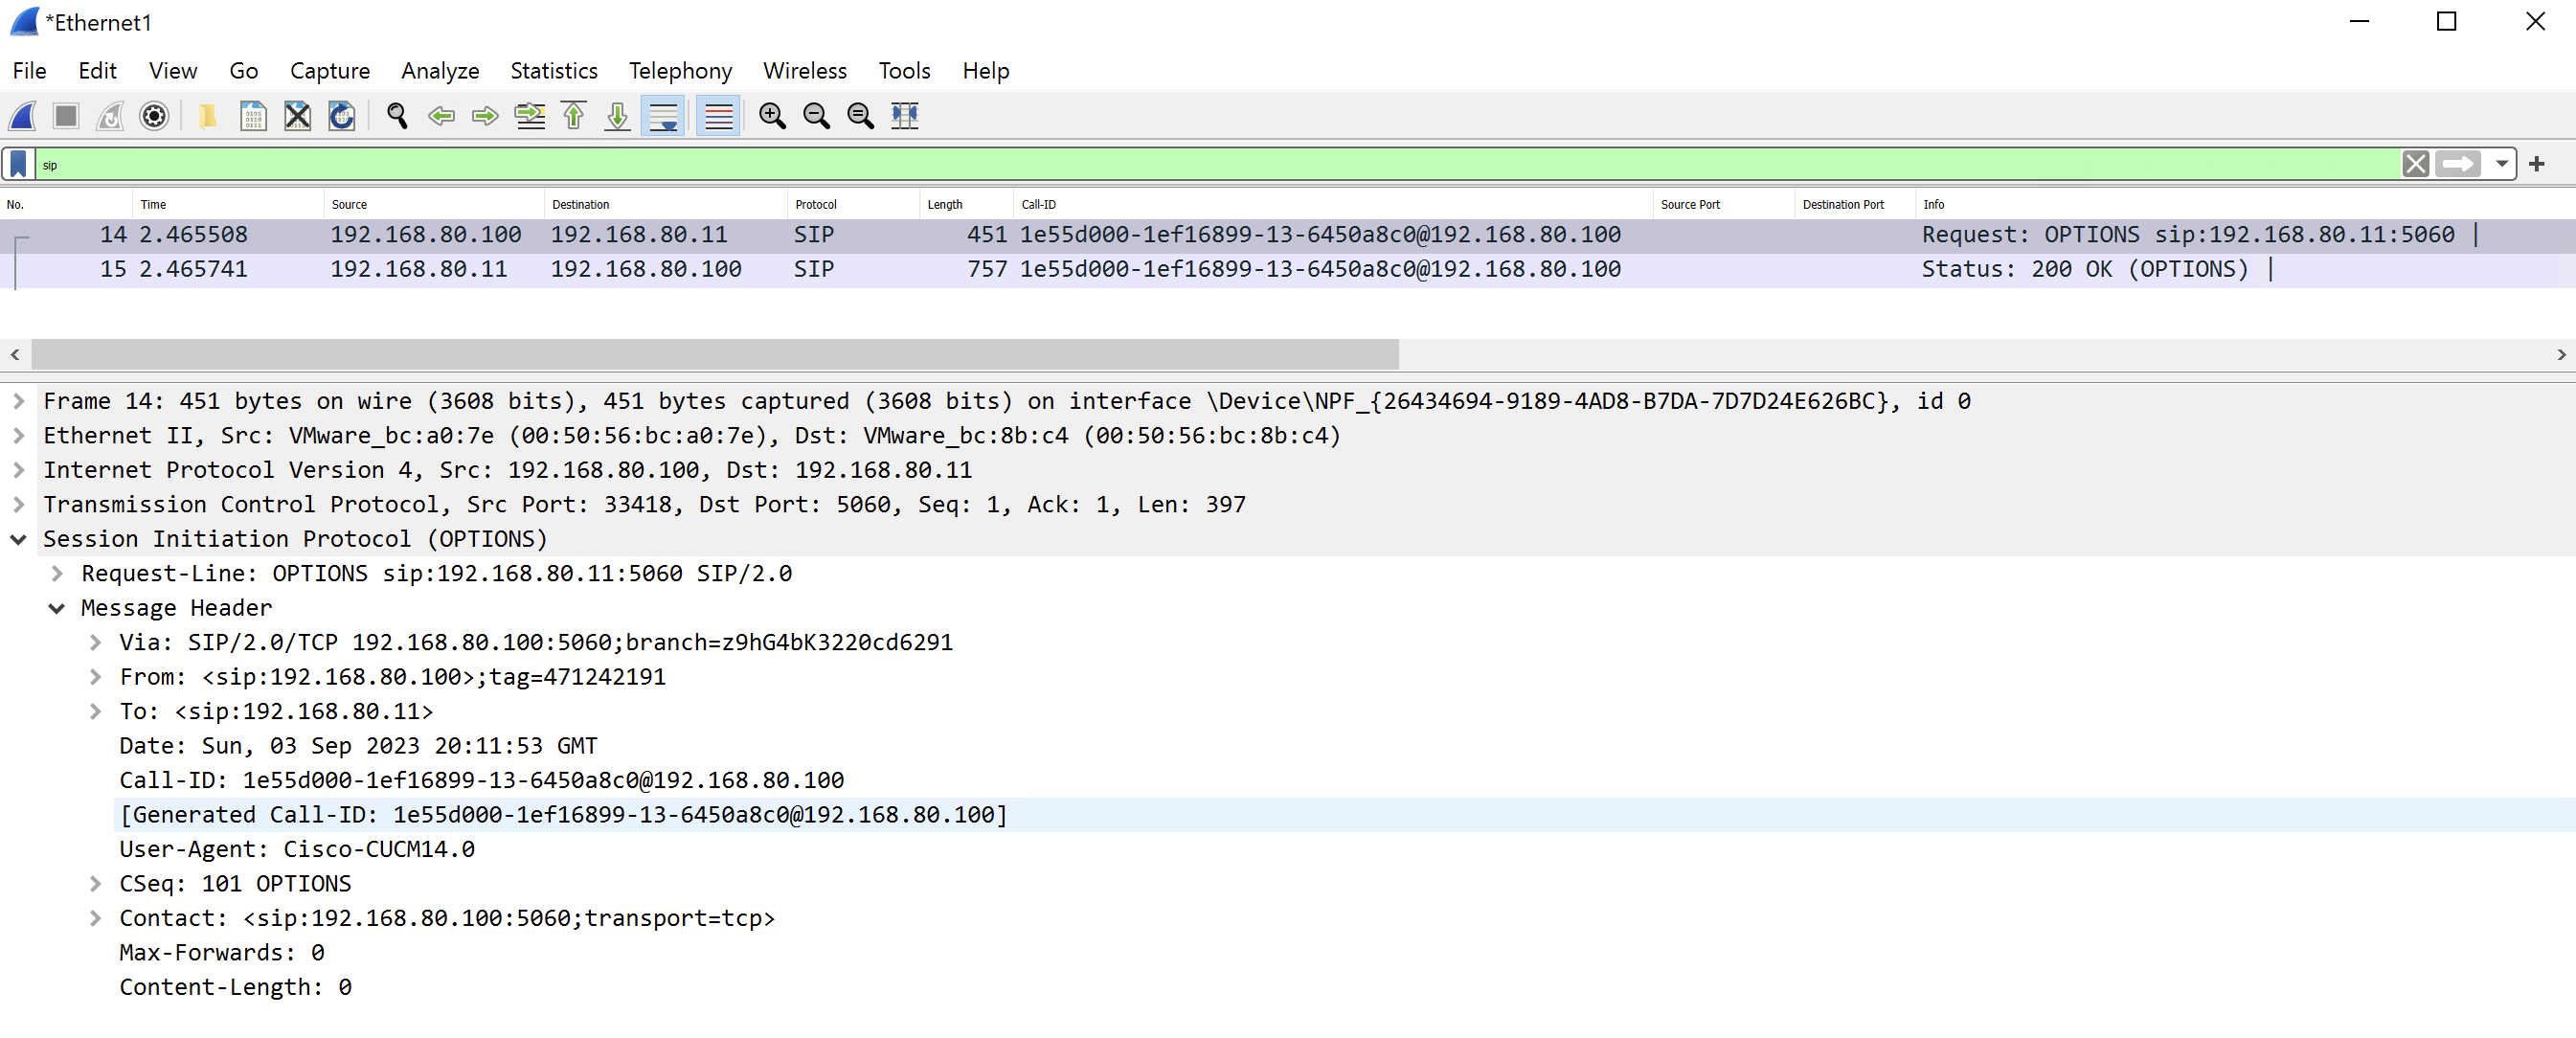 *Ethernet1
File Edit View Go Capture Analyze Statistics Telephony Wireless Tools Help
sip
No. Time Source Destination Protocol Length Call-ID Source Port Destination Port Info
14 2.465508 192.168.80.100 192.168.80.11 SIP 451 1e55d000-1ef16899-13-6450a8c0@192.168.80.100 Request: OPTIONS sip:192.168.80.11:5060 |
15 2.465741 192.168.80.11 192.168.80.100 SIP 757 1e55d000-1ef16899-13-6450a8c0@192.168.80.100 Status: 200 OK (OPTIONS) |
Frame 14: 451 bytes on wire (3608 bits), 451 bytes captured (3608 bits) on interface \Device\NPF_{26434694-9189-4AD8-B7DA-7D7D24E626BC}, id 0
Ethernet II, Src: VMware_bc:a0:7e (00:50:56:bc:a0:7e), Dst: VMware_bc:8b:c4 (00:50:56:bc:8b:c4)
Internet Protocol Version 4, Src: 192.168.80.100, Dst: 192.168.80.11
Transmission Control Protocol, Src Port: 33418, Dst Port: 5060, Seq: 1, Ack: 1, Len: 397
Session Initiation Protocol (OPTIONS)
Request-Line: OPTIONS sip:192.168.80.11:5060 SIP/2.0
Message Header
Via: SIP/2.0/TCP 192.168.80.100:5060;branch=z9hG4bK3220cd6291
From: <sip:192.168.80.100>;tag=471242191
To: <sip:192.168.80.11>
Date: Sun, 03 Sep 2023 20:11:53 GMT
Call-ID: 1e55d000-1ef16899-13-6450a8c0@192.168.80.100
[Generated Call-ID: 1e55d000-1ef16899-13-6450a8c0@192.168.80.100]
User-Agent: Cisco-CUCM14.0
CSeq: 101 OPTIONS
Contact: <sip:192.168.80.100:5060;transport=tcp>
Max-Forwards: 0
Content-Length: 0